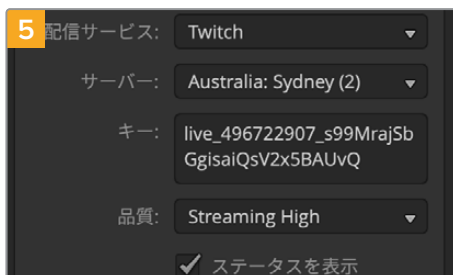 5 配信サービス: Twitch
サーバー: Australia: Sydney (2)
キー: live_496722907_s99MrajSb
GgisaiQsV2x5BAUvQ
品質: Streaming High
ステータスを表示